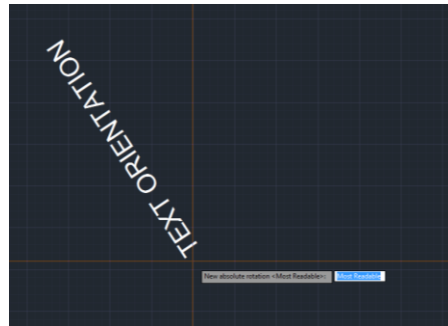 TEXT ORIENTATION
New absolute rotation <Most Readable>:
Most Readable